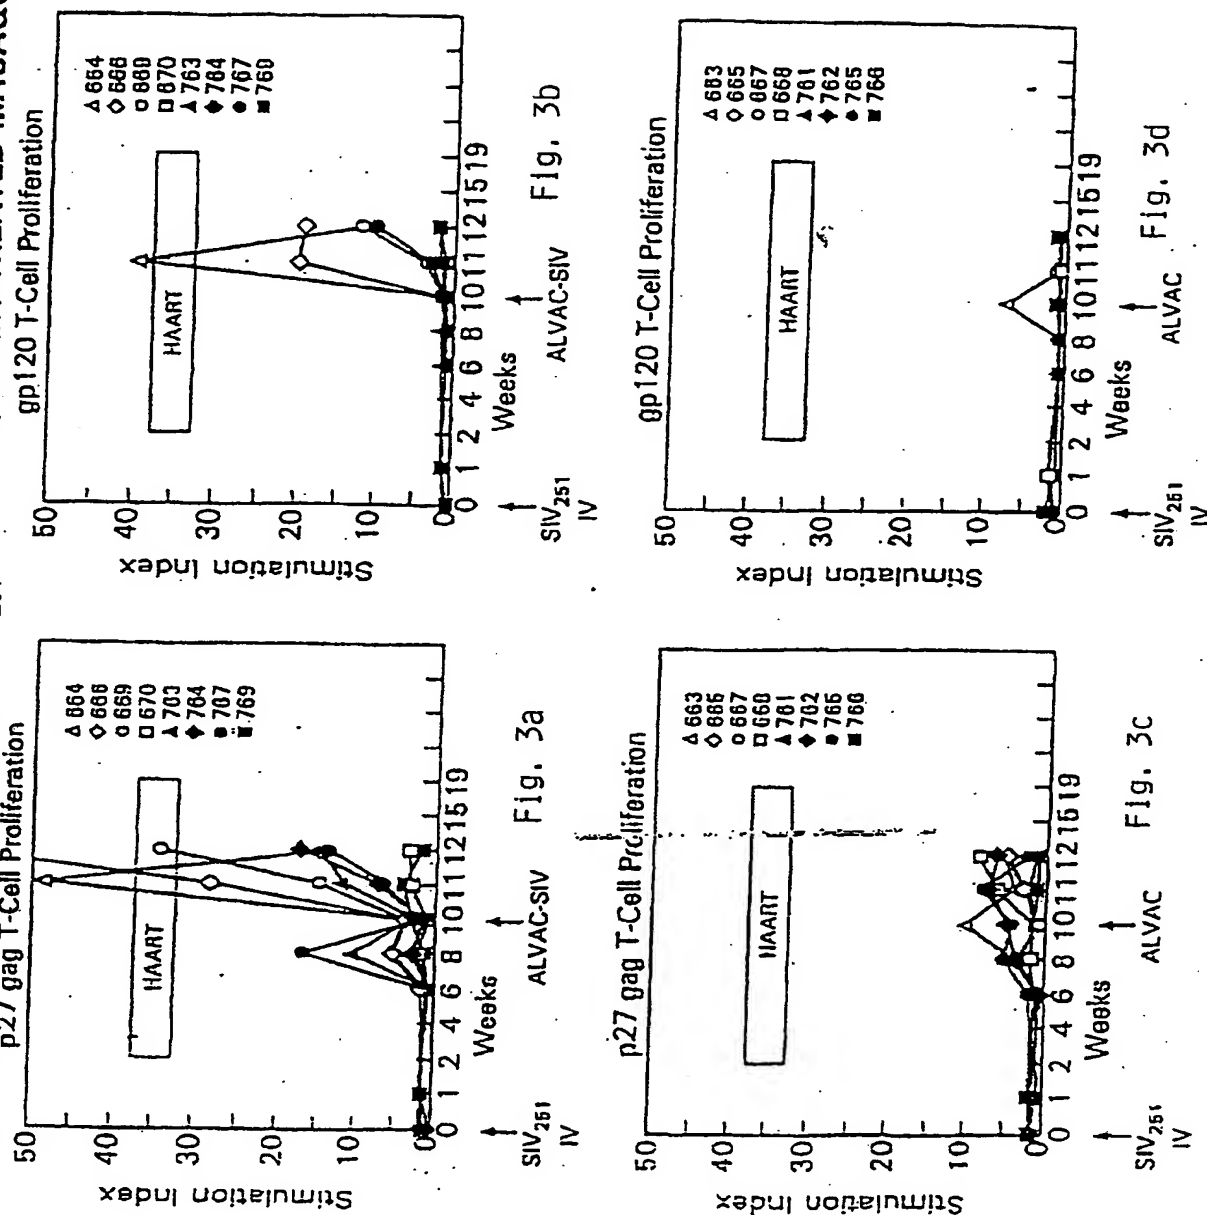 p27 gag T-Cell Proliferation
Stimulation Index
50
40
30
20
10
0
HAART
△ 664
◇ 666
○ 669
□ 670
▲ 763
◆ 764
● 767
■ 769
0 1 2 4 6 8 10 11 12 15 19
Weeks
SIV251
IV
ALVAC-SIV
Fig. 3a
gp120 T-Cell Proliferation
Stimulation Index
50
40
30
20
10
0
HAART
△ 664
◇ 666
○ 669
□ 670
▲ 763
◆ 764
● 767
■ 769
0 1 2 4 6 8 10 11 12 15 19
Weeks
SIV251
IV
ALVAC-SIV
Fig. 3b
p27 gag T-Cell Proliferation
Stimulation Index
50
40
30
20
10
0
HAART
△ 663
◇ 665
○ 667
□ 668
▲ 761
◆ 762
● 765
■ 766
0 1 2 4 6 8 10 11 12 15 19
Weeks
SIV251
IV
ALVAC
Fig. 3c
gp120 T-Cell Proliferation
Stimulation Index
50
40
30
20
10
0
HAART
△ 663
◇ 665
○ 667
□ 668
▲ 761
◆ 762
● 765
■ 766
0 1 2 4 6 8 10 11 12 15 19
Weeks
SIV251
IV
ALVAC
Fig. 3d